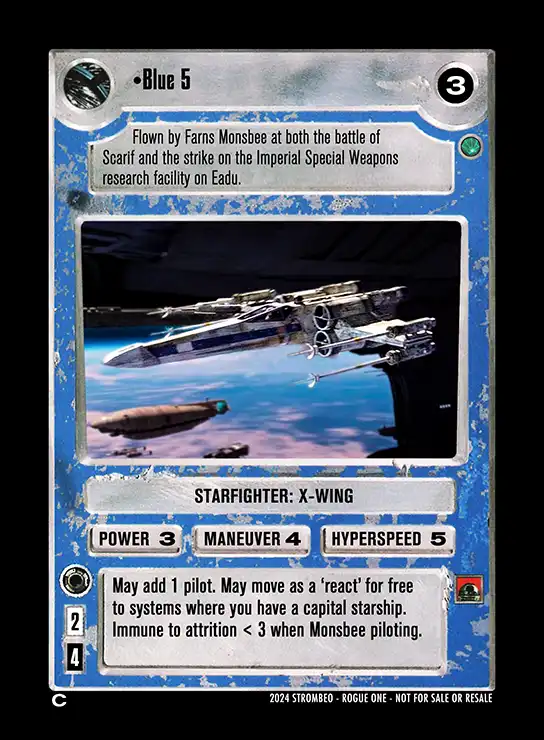 •Blue 5
3
Flown by Farns Monsbee at both the battle of
Scarif and the strike on the Imperial Special Weapons
research facility on Eadu.
STARFIGHTER: X-WING
POWER 3
MANEUVER 4
HYPERSPEED 5
May add 1 pilot. May move as a ‘react’ for free
to systems where you have a capital starship.
Immune to attrition < 3 when Monsbee piloting.
2
4
C
2024 STROMBEO - ROGUE ONE - NOT FOR SALE OR RESALE